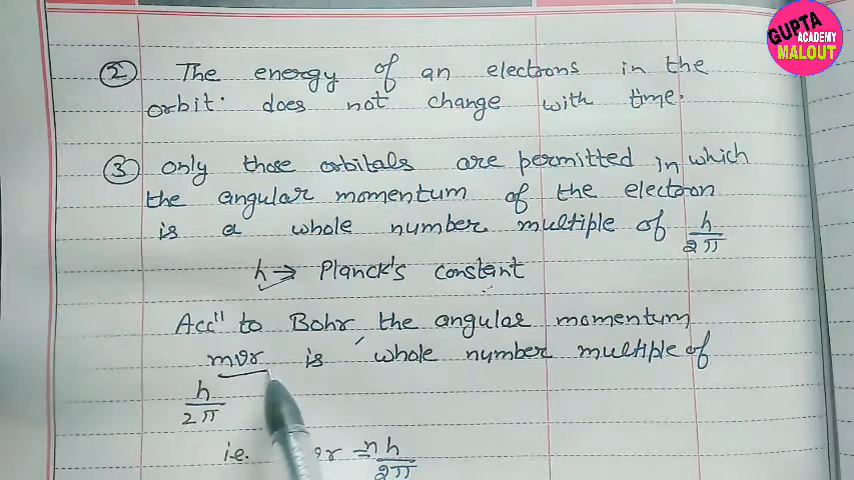 GUPTA
ACADEMY
MALOUT
② The energy of an electrons in the
orbit. does not change with time.
③ only those orbitals are permitted in which
the angular momentum of the electron
is a whole number multiple of h/2π
h ⇒ Planck's constant
Acc" to Bohr the angular momentum
mvr is whole number multiple of
h/2π
i.e. vr = nh/2π